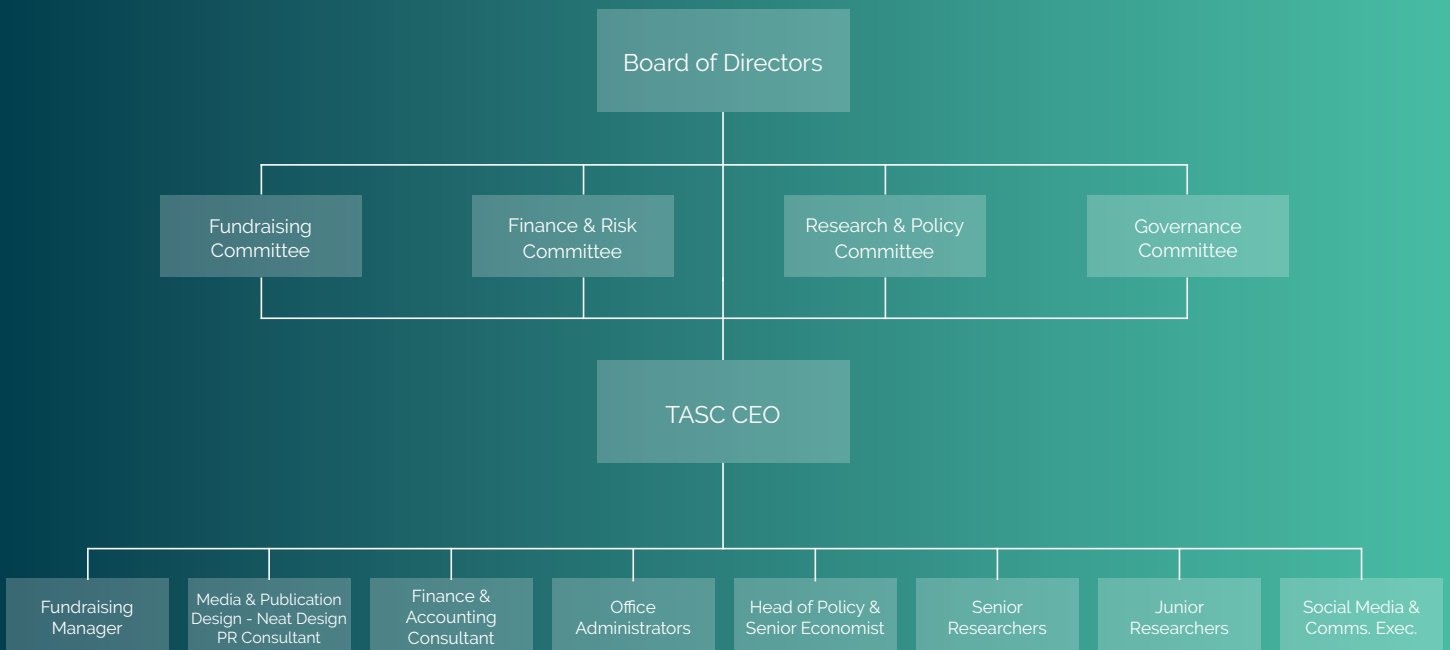 Board of Directors
Fundraising
Committee
Finance & Risk
Committee
Research & Policy
Committee
Governance
Committee
TASC CEO
Fundraising
Manager
Media & Publication
Design - Neat Design
PR Consultant
Finance &
Accounting
Consultant
Office
Administrators
Head of Policy &
Senior Economist
Senior
Researchers
Junior
Researchers
Social Media &
Comms. Exec.